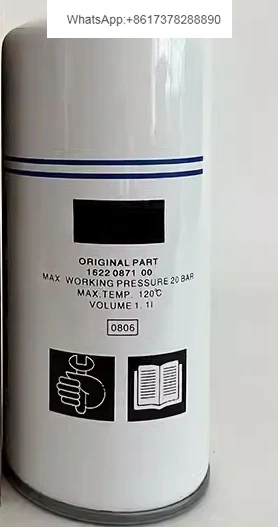 WhatsApp:+8617378288890
ORIGINAL PART
1622 0871 00
MAX WORKING PRESSURE 20 BAR
MAX.TEMP. 120℃
VOLUME 1. 1l
0806